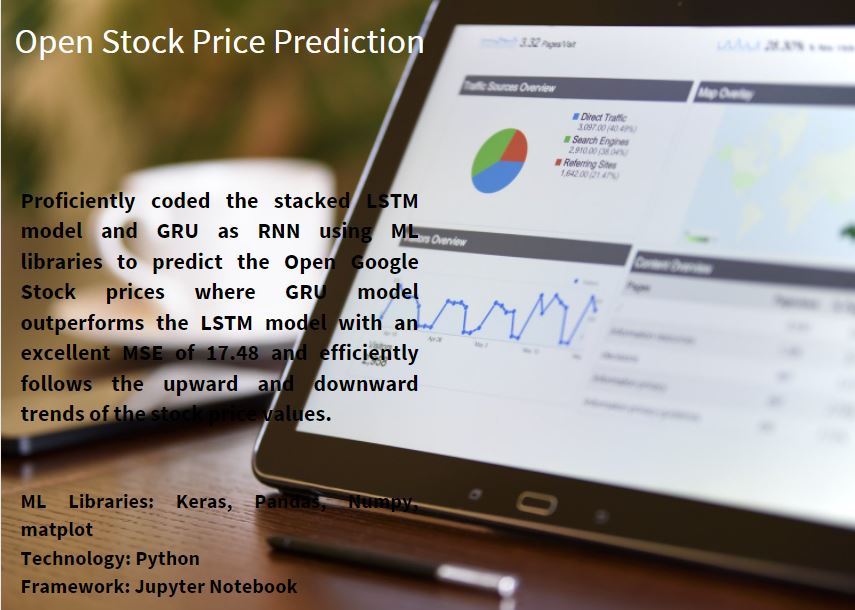 Open Stock Price Prediction
Proficiently coded the stacked LSTM
model and GRU as RNN using ML
libraries to predict the Open Google
Stock prices where GRU model
outperforms the LSTM model with an
excellent MSE of 17.48 and efficiently
follows the upward and downward
trends of the stock price values.
ML Libraries: Keras, Pandas, Numpy,
matplot
Technology: Python
Framework: Jupyter Notebook
3.32 Pages/Visit
Traffic Sources Overview
Direct Traffic
3,097.00 (40.49%)
Search Engines
2,910.00 (38.04%)
Referring Sites
1,642.00 (21.47%)
Map Overlay
Overview
Content Overview
Pages